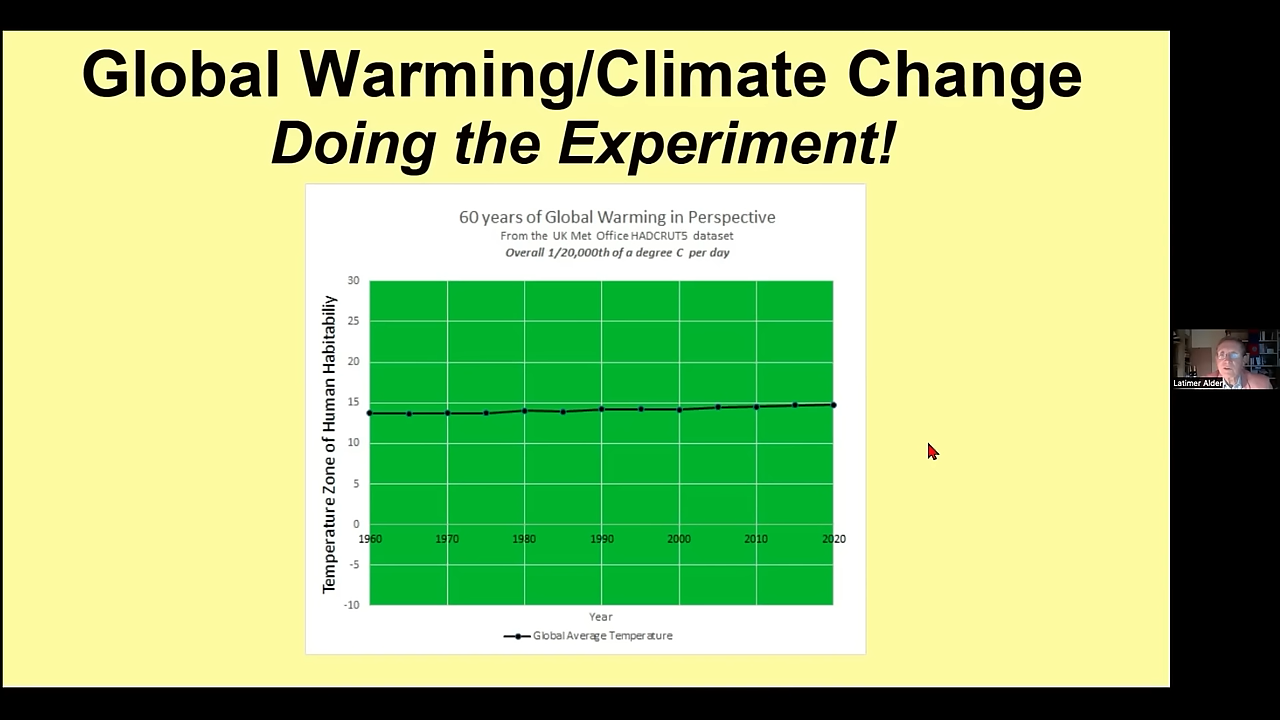 Global Warming/Climate Change
Doing the Experiment!
60 years of Global Warming in Perspective
From the UK Met Office HADCRUT5 dataset
Overall 1/20,000th of a degree C per day
Temperature Zone of Human Habitabiliy
30
25
20
15
10
5
0
-5
-10
1960 1970 1980 1990 2000 2010 2020
Year
Global Average Temperature
Latimer Alder